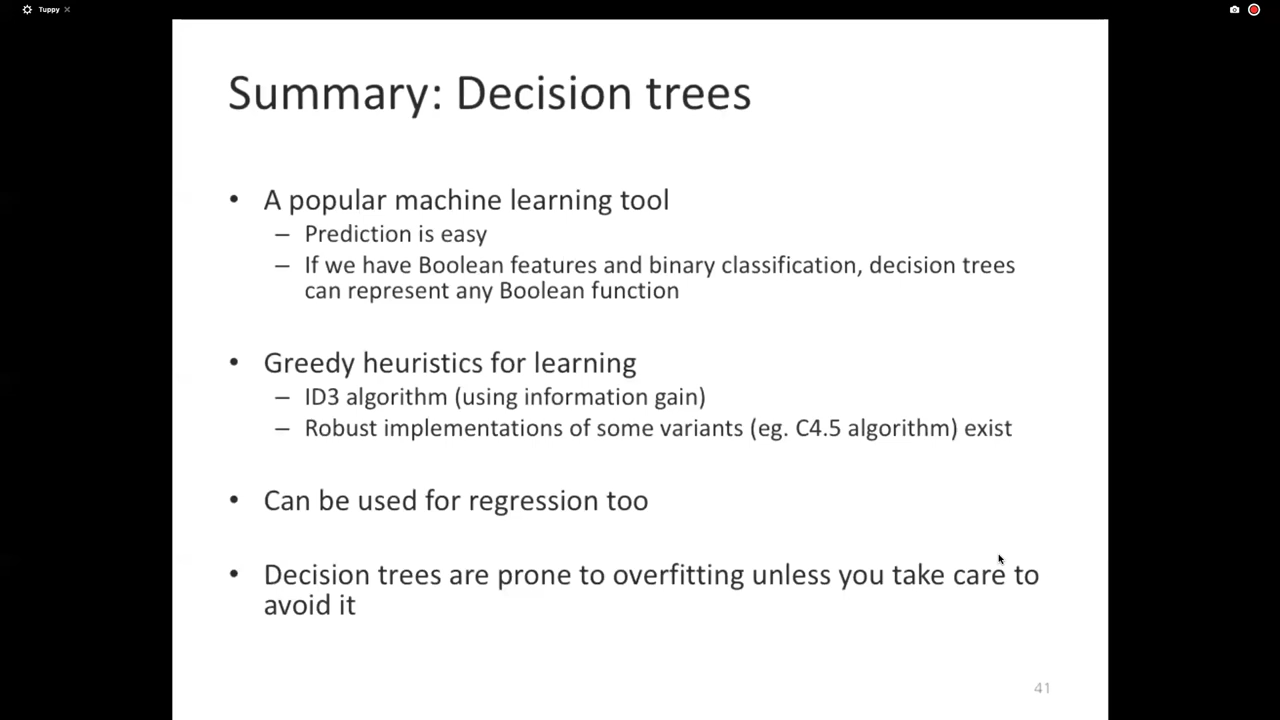 Tuppy
Summary: Decision trees
• A popular machine learning tool
– Prediction is easy
– If we have Boolean features and binary classification, decision trees
can represent any Boolean function
• Greedy heuristics for learning
– ID3 algorithm (using information gain)
– Robust implementations of some variants (eg. C4.5 algorithm) exist
• Can be used for regression too
• Decision trees are prone to overfitting unless you take care to
avoid it
41